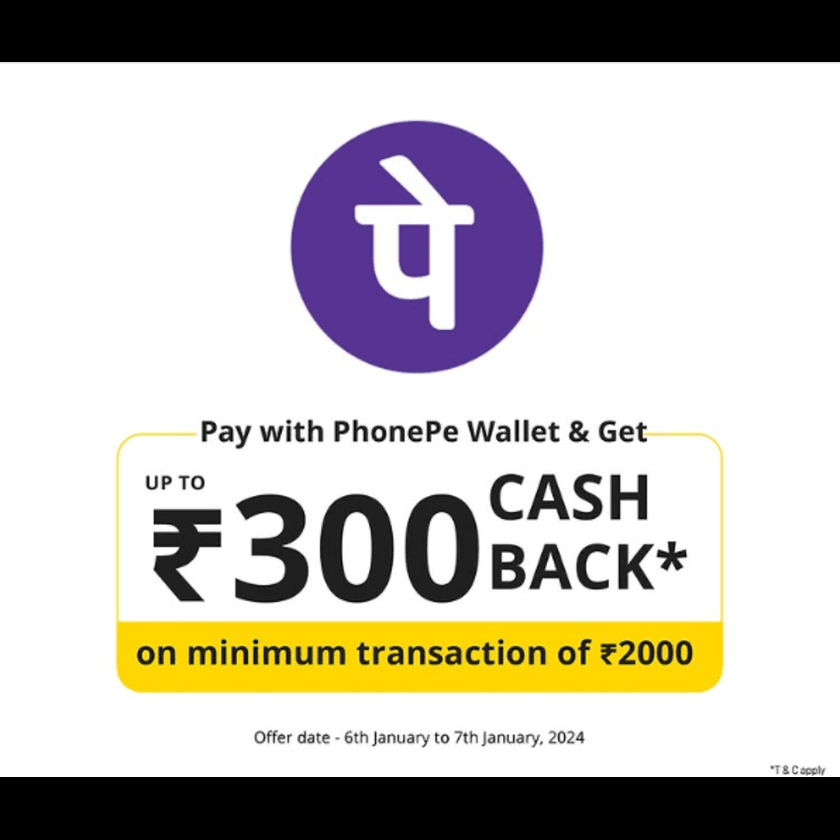 पे
Pay with PhonePe Wallet & Get
UP TO
₹300 CASH
BACK*
on minimum transaction of ₹2000
Offer date - 6th January to 7th January, 2024
*T & C apply